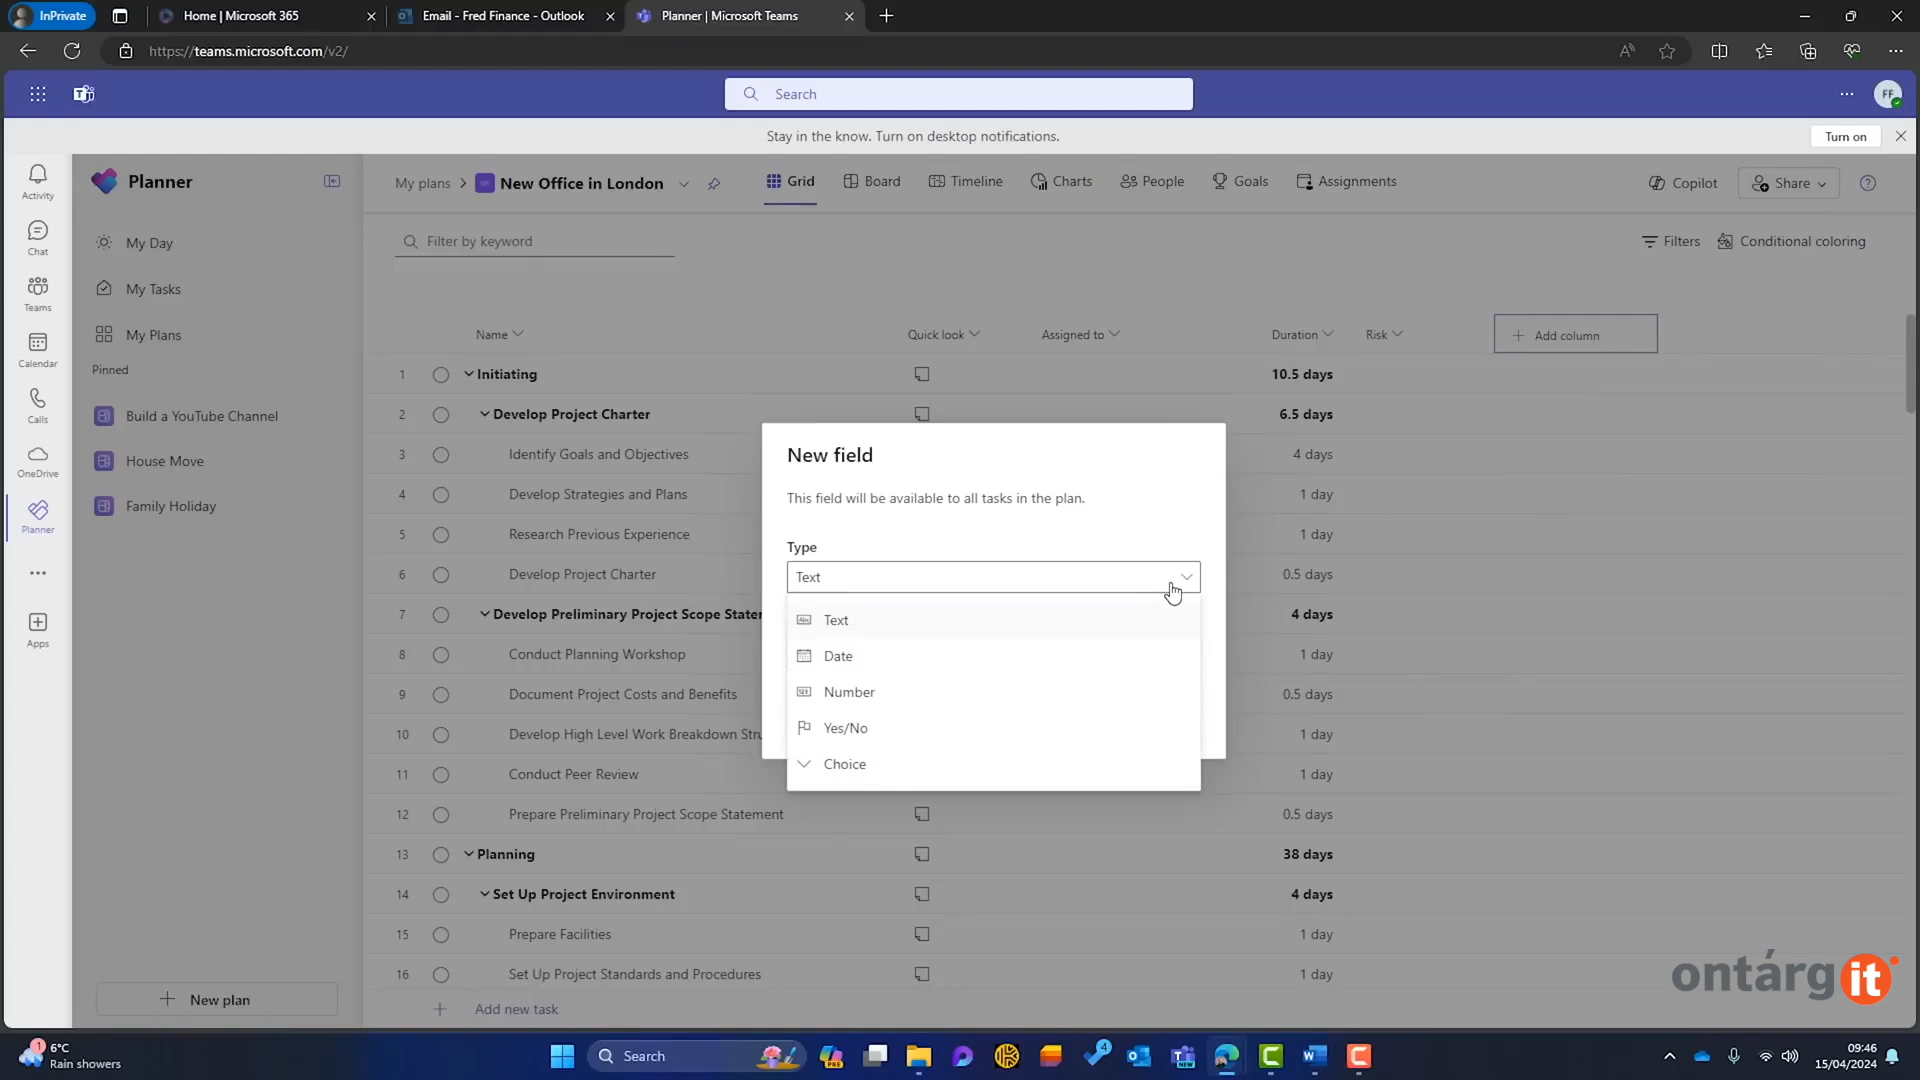 InPrivate
Home | Microsoft 365
Email - Fred Finance - Outlook
Planner | Microsoft Teams
https://teams.microsoft.com/v2/
Search
FF
Stay in the know. Turn on desktop notifications.
Turn on
Activity
Chat
Teams
Calendar
Calls
OneDrive
Planner
Apps
Planner
My Day
My Tasks
My Plans
Pinned
Build a YouTube Channel
House Move
Family Holiday
New plan
My plans
New Office in London
Grid
Board
Timeline
Charts
People
Goals
Assignments
Copilot
Share
Filter by keyword
Filters
Conditional coloring
Name
Quick look
Assigned to
Duration
Risk
Add column
1 Initiating 10.5 days
2 Develop Project Charter 6.5 days
3 Identify Goals and Objectives 4 days
4 Develop Strategies and Plans 1 day
5 Research Previous Experience 1 day
6 Develop Project Charter 0.5 days
7 Develop Preliminary Project Scope Stater 4 days
8 Conduct Planning Workshop 1 day
9 Document Project Costs and Benefits 0.5 days
10 Develop High Level Work Breakdown Stru 1 day
11 Conduct Peer Review 1 day
12 Prepare Preliminary Project Scope Statement 0.5 days
13 Planning 38 days
14 Set Up Project Environment 4 days
15 Prepare Facilities 1 day
16 Set Up Project Standards and Procedures 1 day
Add new task
New field
This field will be available to all tasks in the plan.
Type
Text
Text
Date
Number
Yes/No
Choice
ontárgit
1
6°C
Rain showers
Search
PRE
4
NEW
09:46
15/04/2024